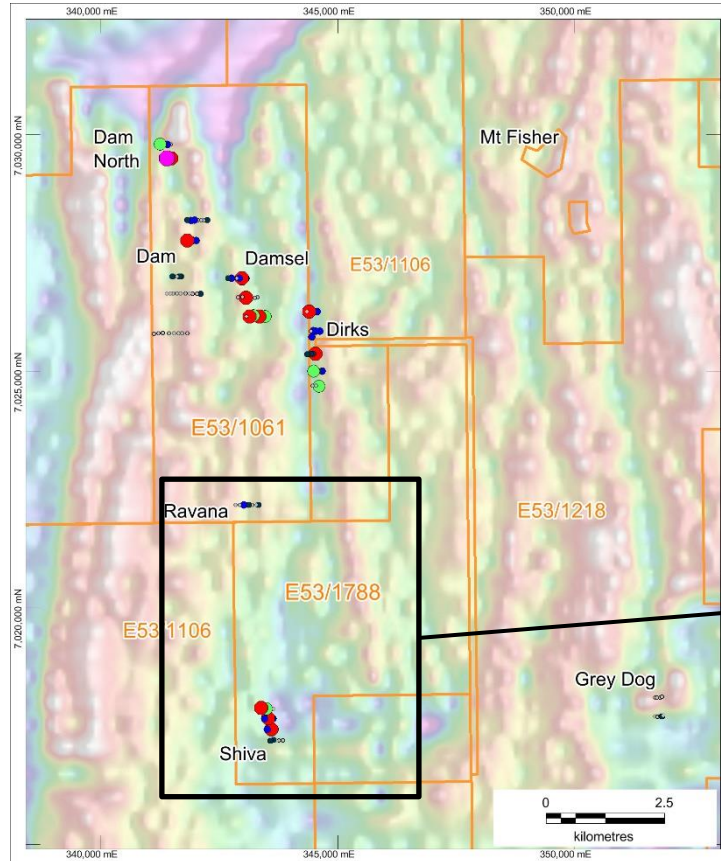 340,000 mE
345,000 mE
350,000 mE
7,030,000 mN
Dam
North
Mt Fisher
Dam
Damsel
E53/1106
Dirks
7,025,000 mN
E53/1061
Ravana
E53/1218
E53/1788
7,020,000 mN
E53/1106
Grey Dog
Shiva
0
2.5
kilometres
340,000 mE
345,000 mE
350,000 mE